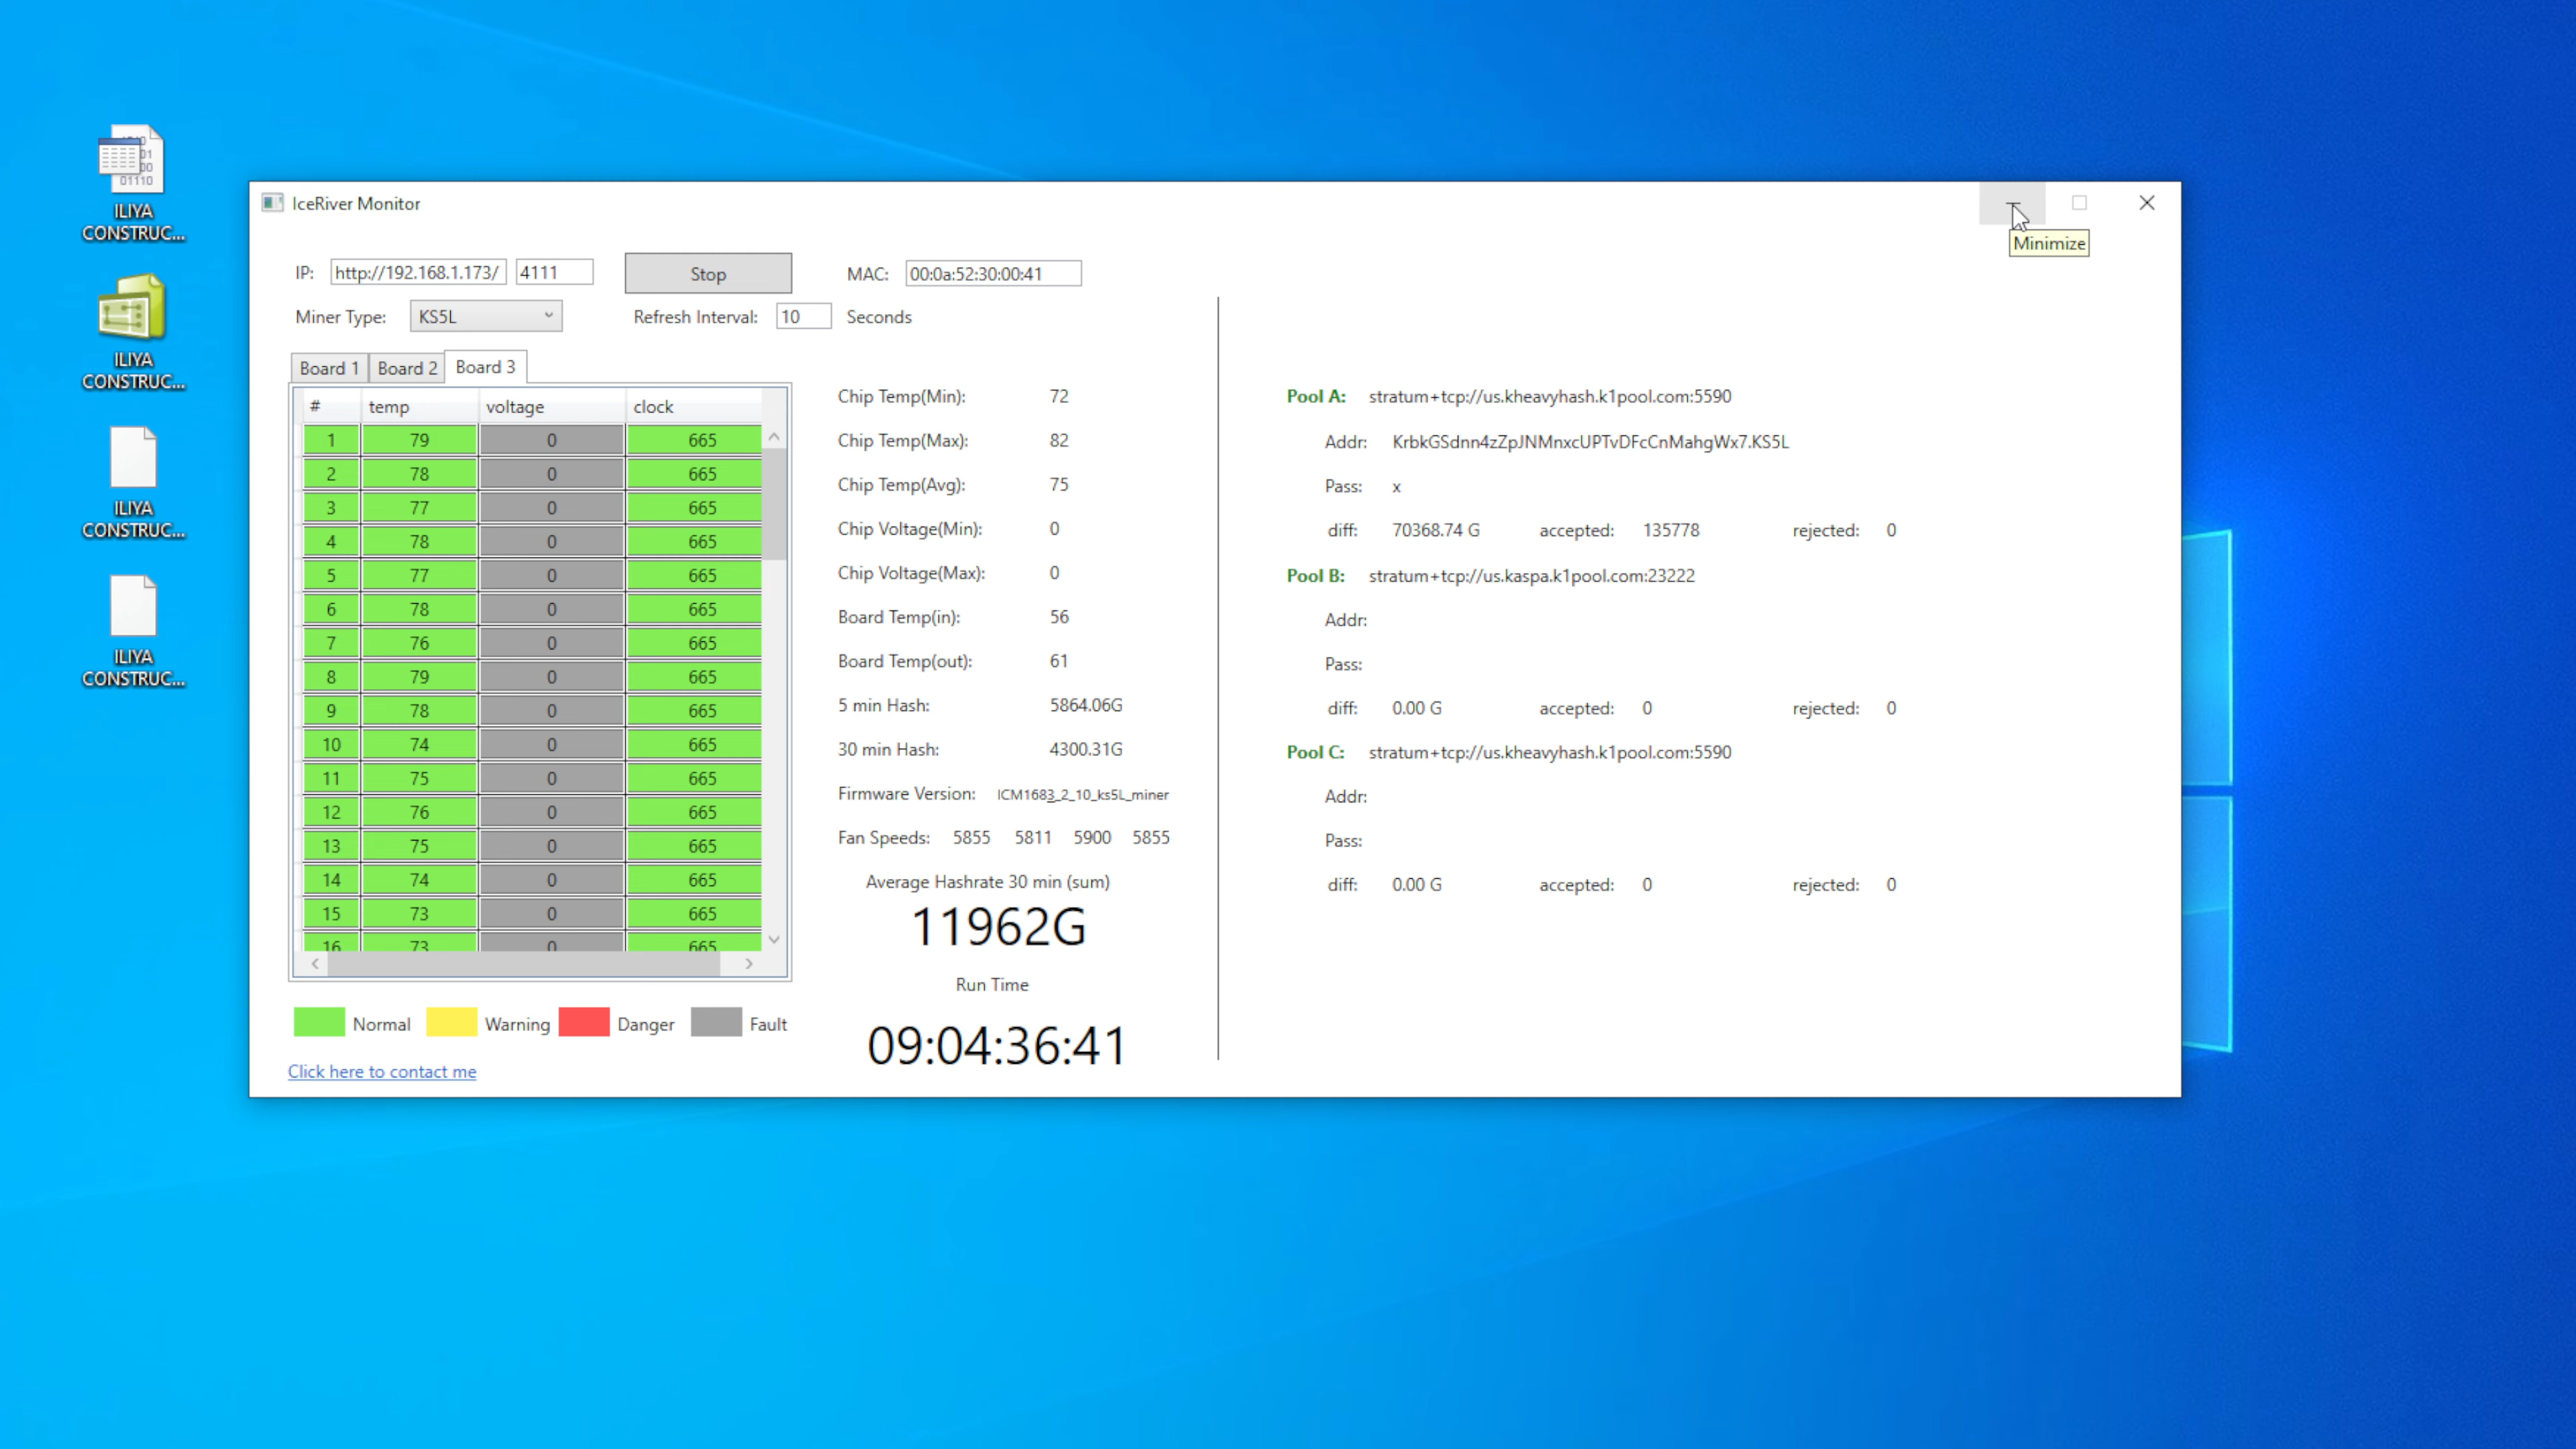 1010
01
00
01110
ILIYA
CONSTRUC...
ILIYA
CONSTRUC...
ILIYA
CONSTRUC...
ILIYA
CONSTRUC...
IceRiver Monitor
Minimize
IP: http://192.168.1.173/ 4111 Stop MAC: 00:0a:52:30:00:41
Miner Type: KS5L Refresh Interval: 10 Seconds
Board 1 Board 2 Board 3
# temp voltage clock
1 79 0 665
2 78 0 665
3 77 0 665
4 78 0 665
5 77 0 665
6 78 0 665
7 76 0 665
8 79 0 665
9 78 0 665
10 74 0 665
11 75 0 665
12 76 0 665
13 75 0 665
14 74 0 665
15 73 0 665
16 73 0 665
Normal Warning Danger Fault
Click here to contact me
Chip Temp(Min): 72
Chip Temp(Max): 82
Chip Temp(Avg): 75
Chip Voltage(Min): 0
Chip Voltage(Max): 0
Board Temp(in): 56
Board Temp(out): 61
5 min Hash: 5864.06G
30 min Hash: 4300.31G
Firmware Version: ICM1683_2_10_ks5L_miner
Fan Speeds: 5855 5811 5900 5855
Average Hashrate 30 min (sum)
11962G
Run Time
09:04:36:41
Pool A: stratum+tcp://us.kheavyhash.k1pool.com:5590
Addr: KrbkGSdnn4zZpJNMnxcUPTvDFcCnMahgWx7.KS5L
Pass: x
diff: 70368.74 G accepted: 135778 rejected: 0
Pool B: stratum+tcp://us.kaspa.k1pool.com:23222
Addr:
Pass:
diff: 0.00 G accepted: 0 rejected: 0
Pool C: stratum+tcp://us.kheavyhash.k1pool.com:5590
Addr:
Pass:
diff: 0.00 G accepted: 0 rejected: 0